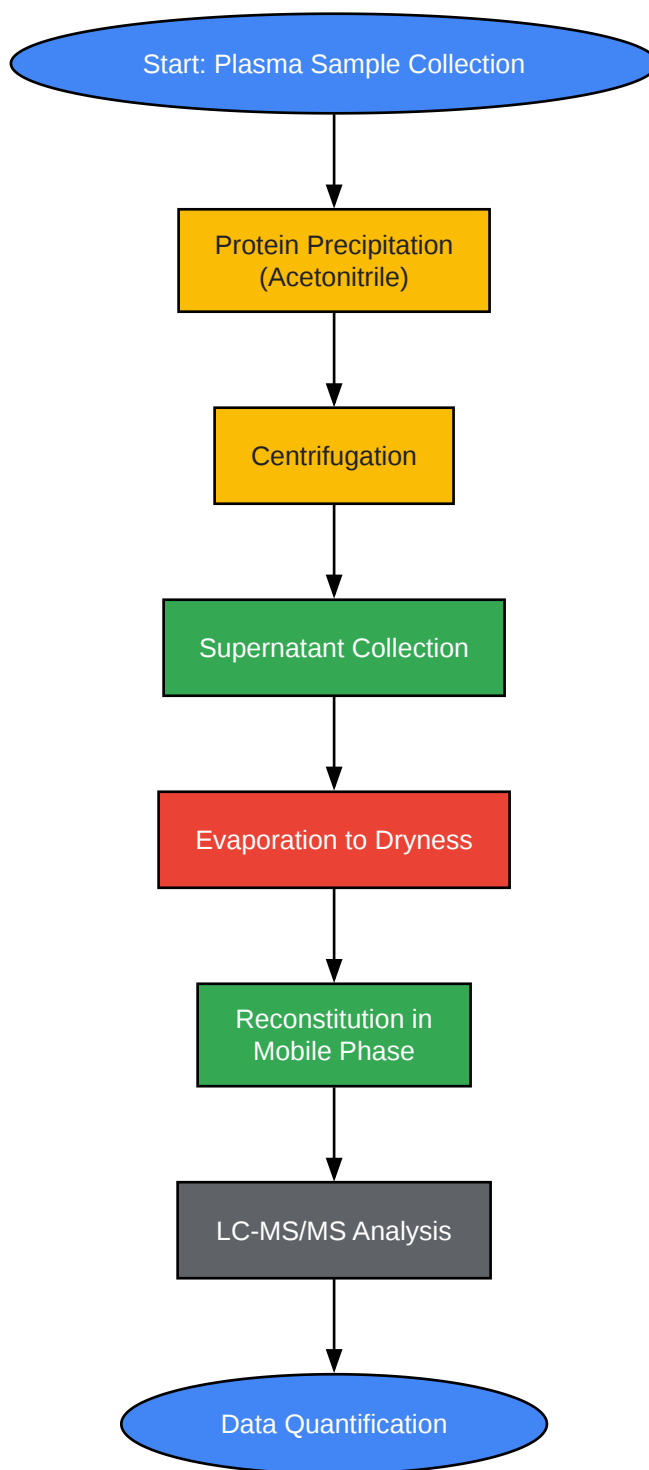 Start: Plasma Sample Collection
Protein Precipitation
(Acetonitrile)
Centrifugation
Supernatant Collection
Evaporation to Dryness
Reconstitution in
Mobile Phase
LC-MS/MS Analysis
Data Quantification